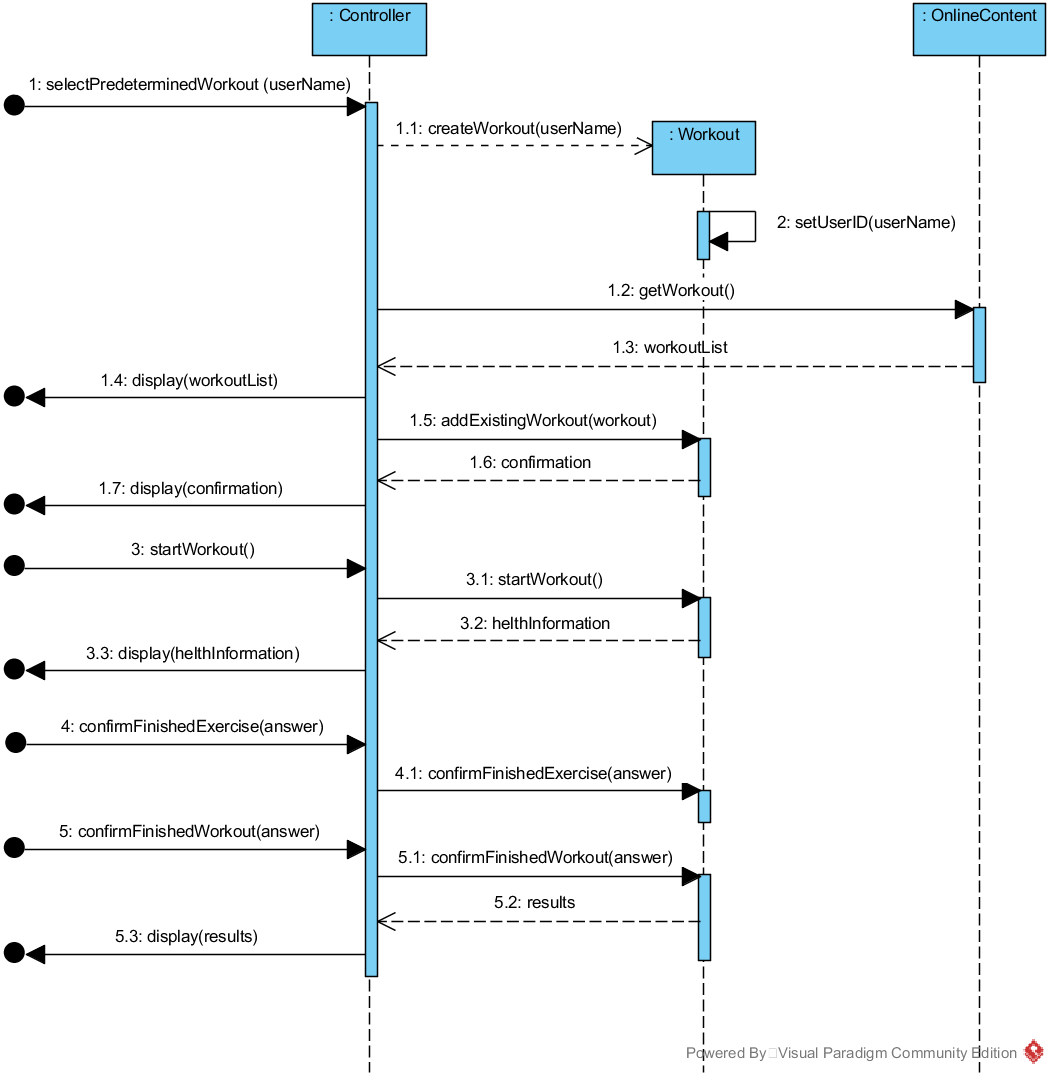 : Controller
: OnlineContent
1: selectPredeterminedWorkout (userName)
1.1: createWorkout(userName)
: Workout
2: setUserID(userName)
1.2: getWorkout()
1.3: workoutList
1.4: display(workoutList)
1.5: addExistingWorkout(workout)
1.6: confirmation
1.7: display(confirmation)
3: startWorkout()
3.1: startWorkout()
3.2: helthInformation
3.3: display(helthInformation)
4: confirmFinishedExercise(answer)
4.1: confirmFinishedExercise(answer)
5: confirmFinishedWorkout(answer)
5.1: confirmFinishedWorkout(answer)
5.2: results
5.3: display(results)
Powered By Visual Paradigm Community Edition